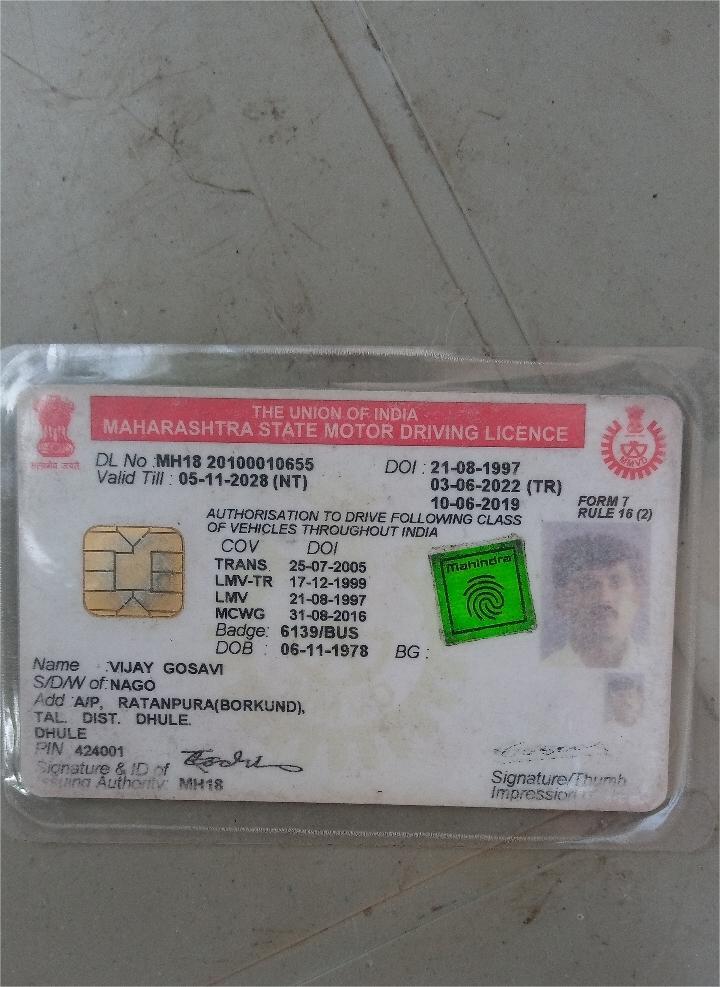 THE UNION OF INDIA
MAHARASHTRA STATE MOTOR DRIVING LICENCE
सत्यमेव जयते
MMVD
DL No : MH18 20100010655 DOI : 21-08-1997
Valid Till : 05-11-2028 (NT) 03-06-2022 (TR)
10-06-2019
FORM 7
RULE 16 (2)
AUTHORISATION TO DRIVE FOLLOWING CLASS
OF VEHICLES THROUGHOUT INDIA
COV DOI
TRANS 25-07-2005
LMV-TR 17-12-1999
LMV 21-08-1997
MCWG 31-08-2016
Badge: 6139/BUS
DOB : 06-11-1978 BG :
Mahindra
Name : VIJAY GOSAVI
S/D/W of: NAGO
Add : A/P, RATANPURA(BORKUND),
TAL. DIST. DHULE.
DHULE
PIN 424001
Signature & ID of
Issuing Authority: MH18
Signature/Thumb
Impression